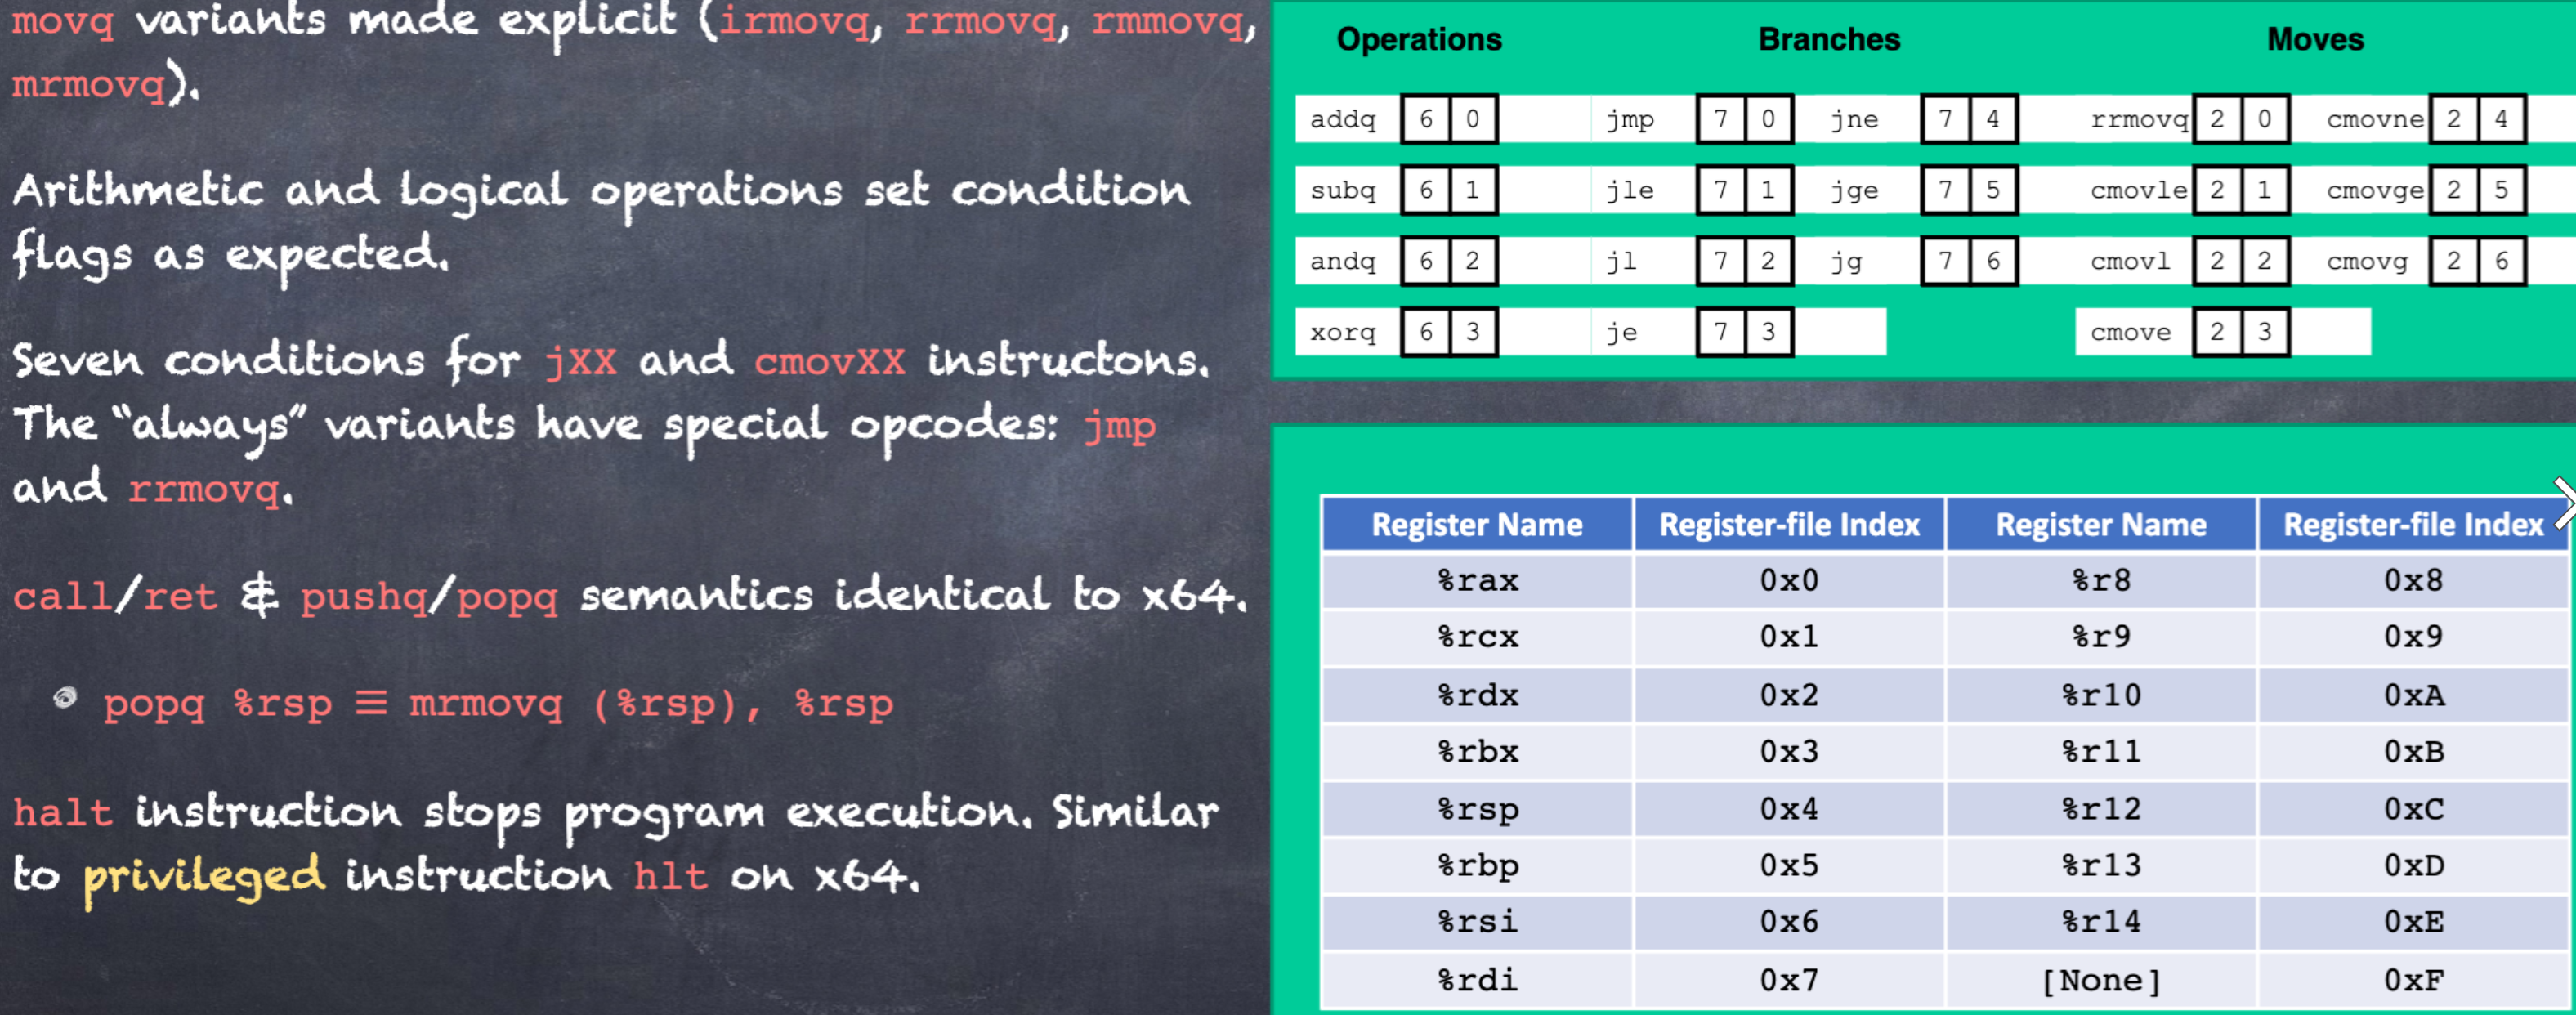 movq variants made explicit (irmovq, rrmovq, rmmovq,
mrmovq).
Arithmetic and logical operations set condition
flags as expected.
Seven conditions for jXX and cmovXX instructons.
The “always” variants have special opcodes: jmp
and rrmovq.
call/ret & pushq/popq semantics identical to x64.
popq %rsp ≡ mrmovq (%rsp), %rsp
halt instruction stops program execution. Similar
to privileged instruction hlt on x64.
Operations Branches Moves
addq 6 0 jmp 7 0 jne 7 4 rrmovq 2 0 cmovne 2 4
subq 6 1 jle 7 1 jge 7 5 cmovle 2 1 cmovge 2 5
andq 6 2 jl 7 2 jg 7 6 cmovl 2 2 cmovg 2 6
xorq 6 3 je 7 3 cmove 2 3
Register Name Register-file Index Register Name Register-file Index
%rax 0x0 %r8 0x8
%rcx 0x1 %r9 0x9
%rdx 0x2 %r10 0xA
%rbx 0x3 %r11 0xB
%rsp 0x4 %r12 0xC
%rbp 0x5 %r13 0xD
%rsi 0x6 %r14 0xE
%rdi 0x7 [None] 0xF